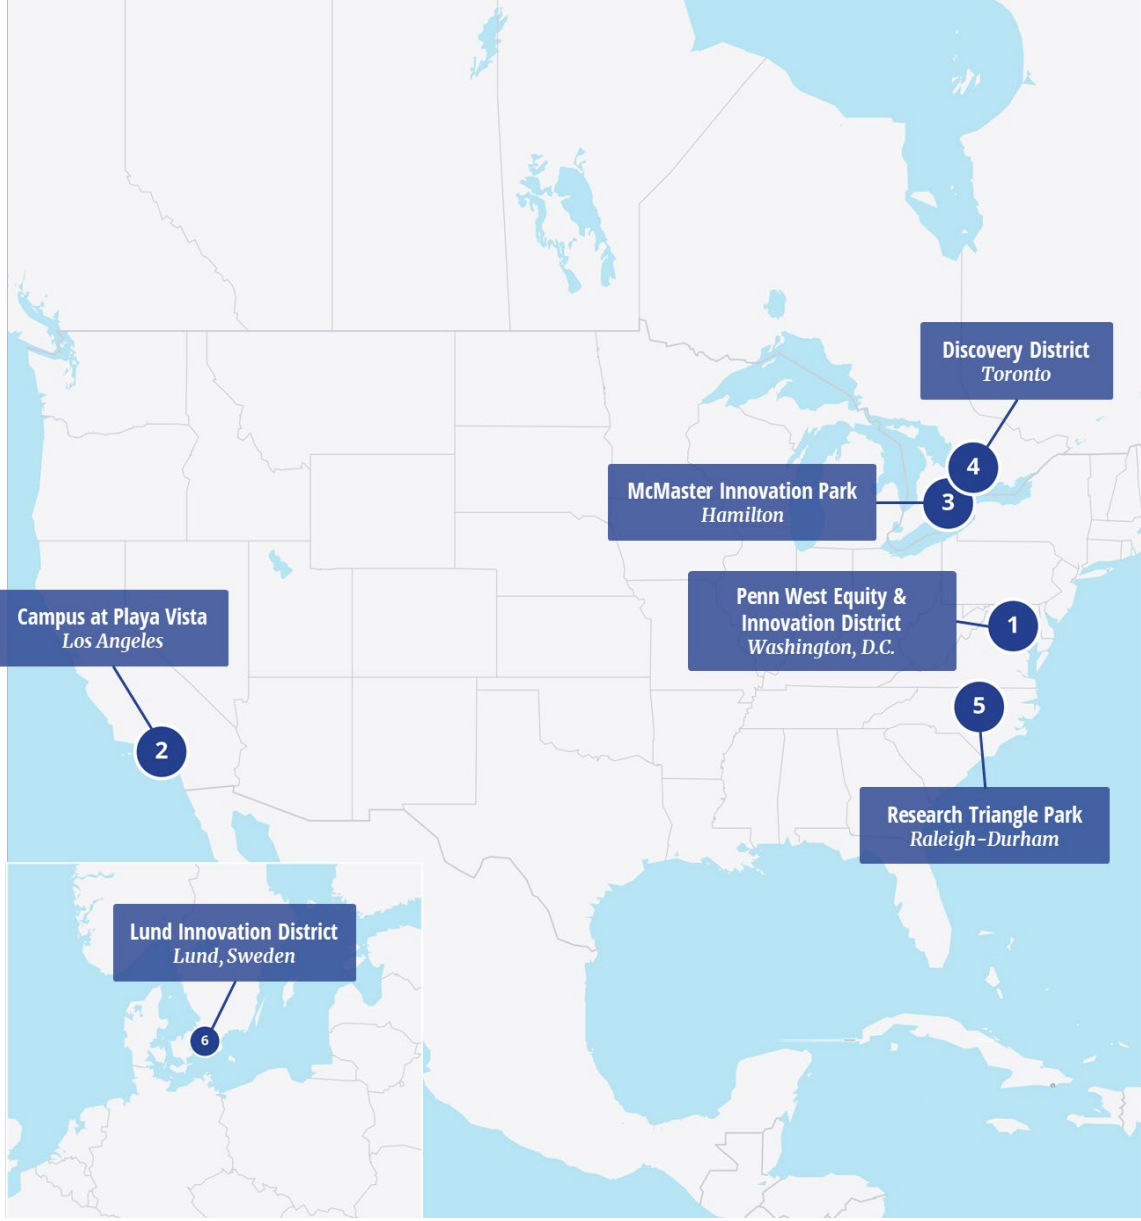 Discovery District
Toronto
4
McMaster Innovation Park
Hamilton
3
Penn West Equity &
Innovation District
Washington, D.C.
1
Campus at Playa Vista
Los Angeles
2
5
Research Triangle Park
Raleigh–Durham
Lund Innovation District
Lund, Sweden
6